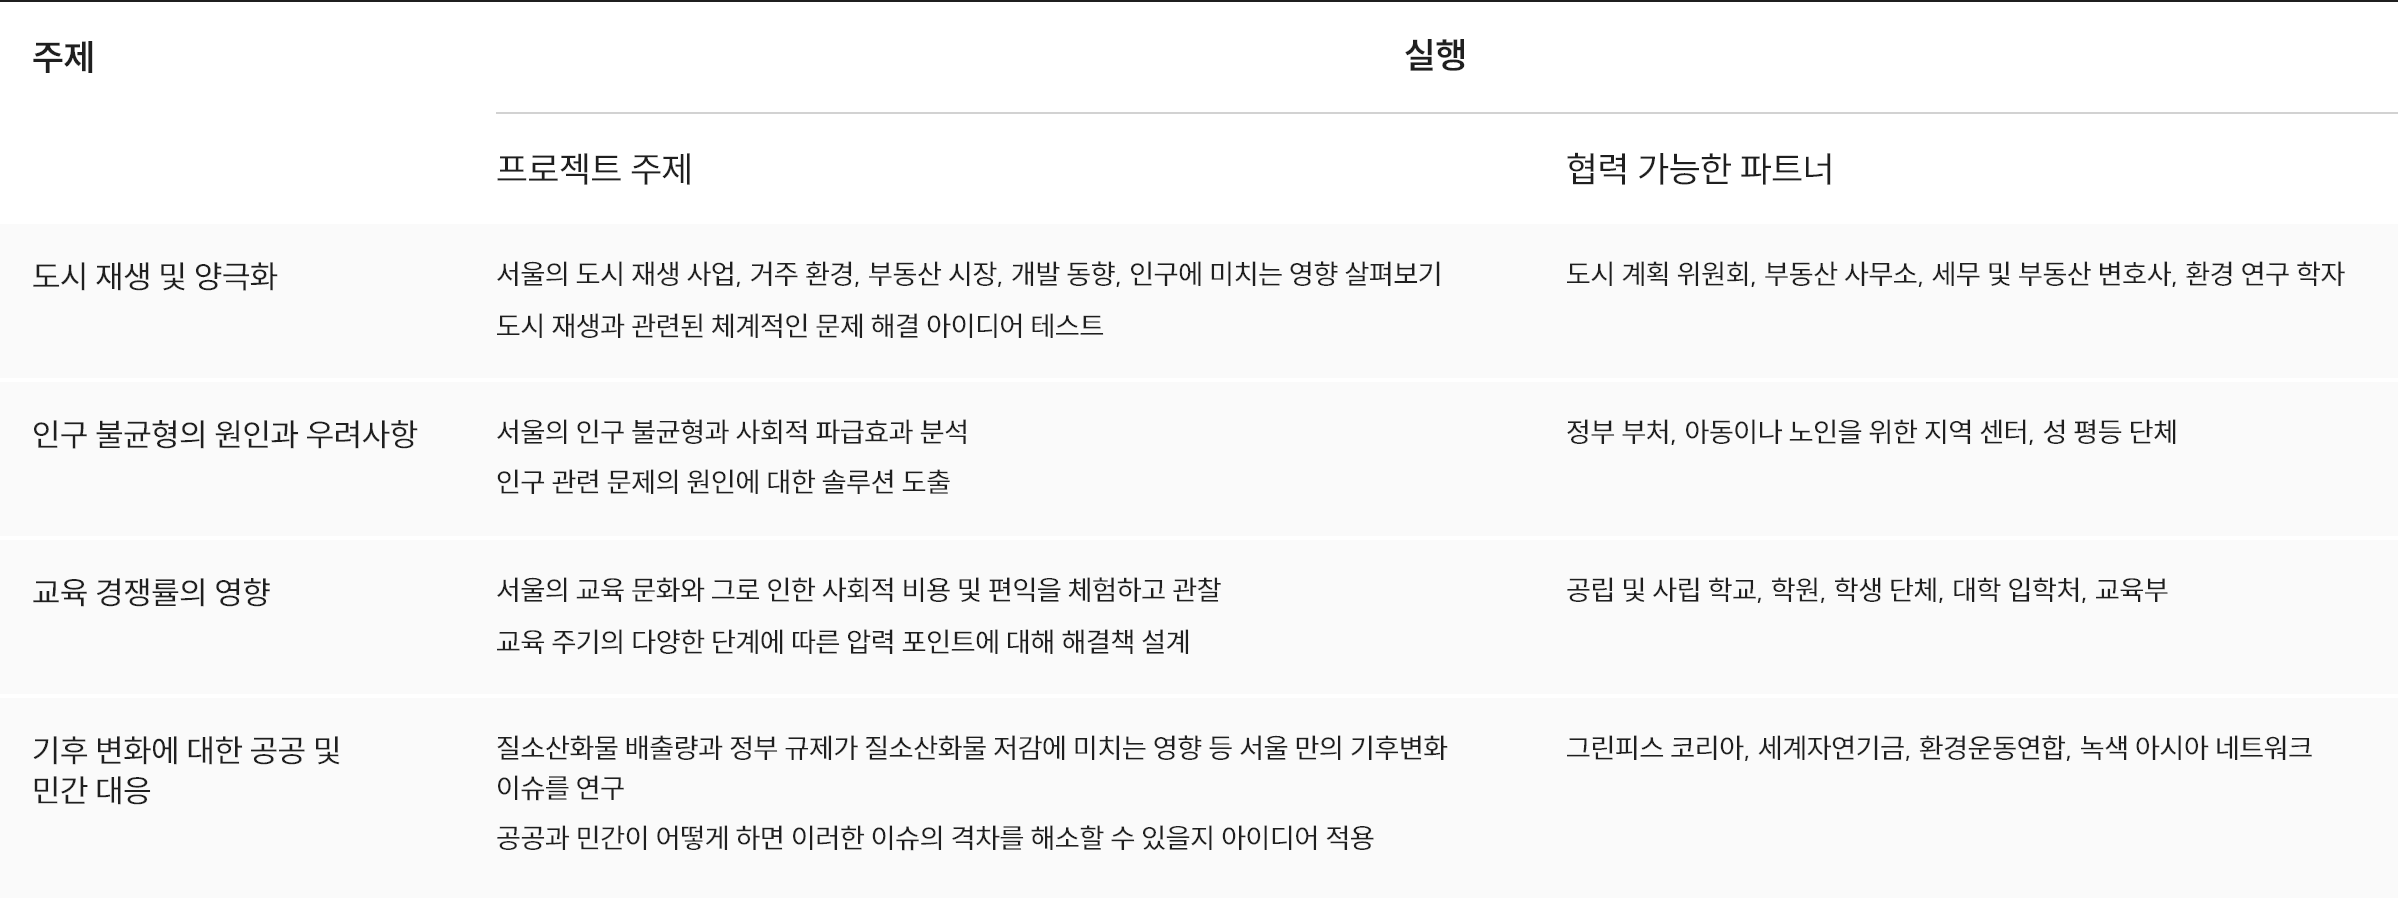 주제
실행
프로젝트 주제
협력 가능한 파트너
도시 재생 및 양극화
서울의 도시 재생 사업, 거주 환경, 부동산 시장, 개발 동향, 인구에 미치는 영향 살펴보기
도시 재생과 관련된 체계적인 문제 해결 아이디어 테스트
도시 계획 위원회, 부동산 사무소, 세무 및 부동산 변호사, 환경 연구 학자
인구 불균형의 원인과 우려사항
서울의 인구 불균형과 사회적 파급효과 분석
인구 관련 문제의 원인에 대한 솔루션 도출
정부 부처, 아동이나 노인을 위한 지역 센터, 성 평등 단체
교육 경쟁률의 영향
서울의 교육 문화와 그로 인한 사회적 비용 및 편익을 체험하고 관찰
교육 주기의 다양한 단계에 따른 압력 포인트에 대해 해결책 설계
공립 및 사립 학교, 학원, 학생 단체, 대학 입학처, 교육부
기후 변화에 대한 공공 및
민간 대응
질소산화물 배출량과 정부 규제가 질소산화물 저감에 미치는 영향 등 서울 만의 기후변화
이슈를 연구
공공과 민간이 어떻게 하면 이러한 이슈의 격차를 해소할 수 있을지 아이디어 적용
그린피스 코리아, 세계자연기금, 환경운동연합, 녹색 아시아 네트워크